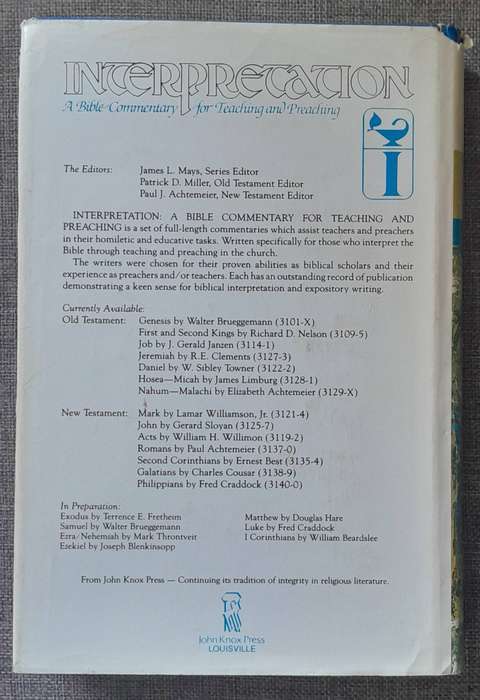 INTERPRETATION
A Bible Commentary for Teaching and Preaching
I
The Editors: James L. Mays, Series Editor
Patrick D. Miller, Old Testament Editor
Paul J. Achtemeier, New Testament Editor
INTERPRETATION: A BIBLE COMMENTARY FOR TEACHING AND
PREACHING is a set of full-length commentaries which assist teachers and preachers
in their homiletic and educative tasks. Written specifically for those who interpret the
Bible through teaching and preaching in the church.
The writers were chosen for their proven abilities as biblical scholars and their
experience as preachers and/or teachers. Each has an outstanding record of publication
demonstrating a keen sense for biblical interpretation and expository writing.
Currently Available:
Old Testament: Genesis by Walter Brueggemann (3101-X)
First and Second Kings by Richard D. Nelson (3109-5)
Job by J. Gerald Janzen (3114-1)
Jeremiah by R.E. Clements (3127-3)
Daniel by W. Sibley Towner (3122-2)
Hosea—Micah by James Limburg (3128-1)
Nahum—Malachi by Elizabeth Achtemeier (3129-X)
New Testament: Mark by Lamar Williamson, Jr. (3121-4)
John by Gerard Sloyan (3125-7)
Acts by William H. Willimon (3119-2)
Romans by Paul Achtemeier (3137-0)
Second Corinthians by Ernest Best (3135-4)
Galatians by Charles Cousar (3138-9)
Philippians by Fred Craddock (3140-0)
In Preparation:
Exodus by Terrence E. Fretheim
Samuel by Walter Brueggemann
Ezra/Nehemiah by Mark Throntveit
Ezekiel by Joseph Blenkinsopp
Matthew by Douglas Hare
Luke by Fred Craddock
I Corinthians by William Beardslee
From John Knox Press — Continuing its tradition of integrity in religious literature.
John Knox Press
LOUISVILLE